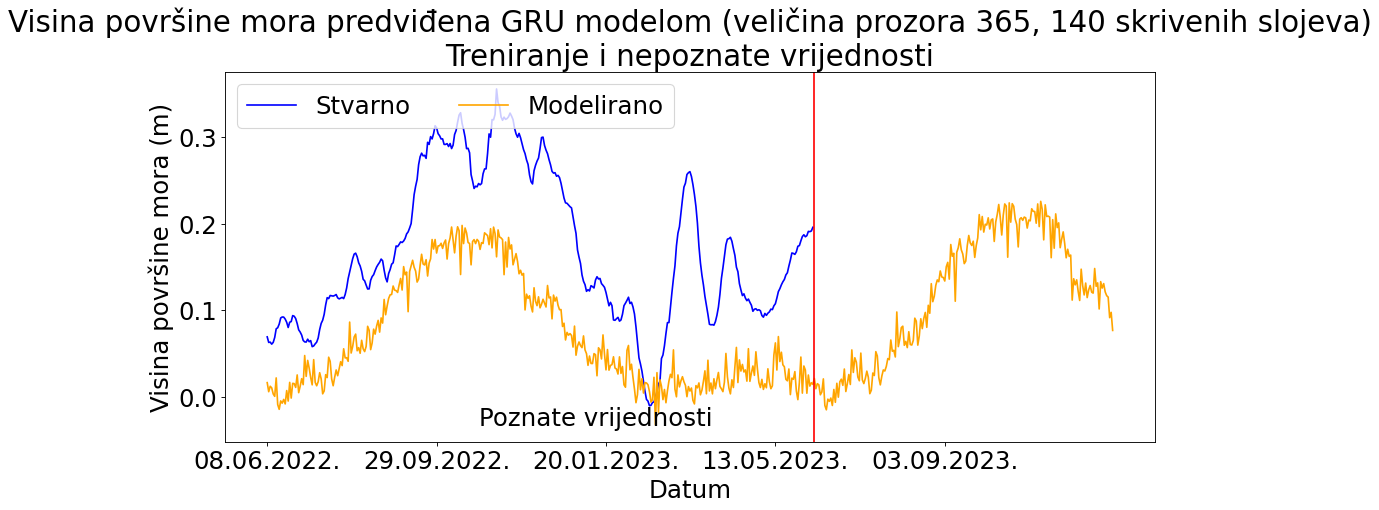 Visina površine mora predviđena GRU modelom (veličina prozora 365, 140 skrivenih slojeva)
Treniranje i nepoznate vrijednosti
Stvarno
Modelirano
Visina površine mora (m)
0.3
0.2
0.1
0.0
Poznate vrijednosti
08.06.2022.
29.09.2022.
20.01.2023.
13.05.2023.
03.09.2023.
Datum